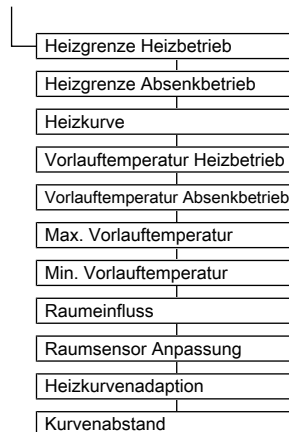 Heizgrenze Heizbetrieb
Heizgrenze Absenkbetrieb
Heizkurve
Vorlauftemperatur Heizbetrieb
Vorlauftemperatur Absenkbetrieb
Max. Vorlauftemperatur
Min. Vorlauftemperatur
Raumeinfluss
Raumsensor Anpassung
Heizkurvenadaption
Kurvenabstand